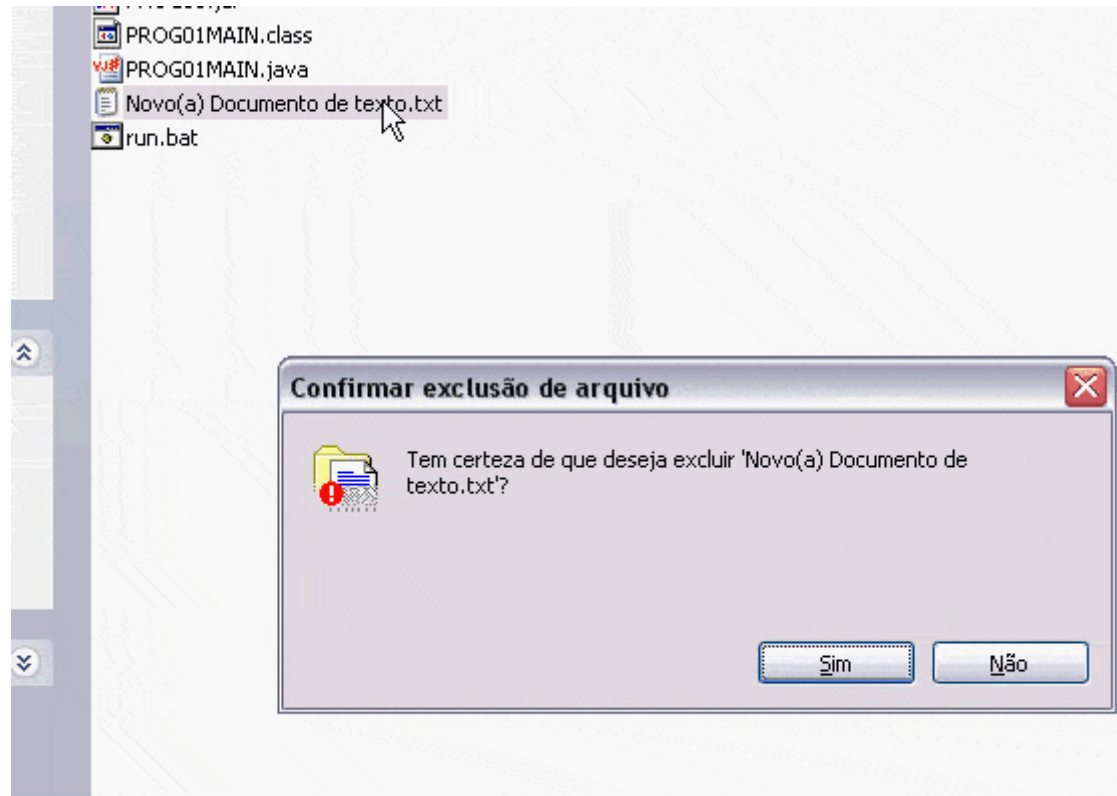 PROG01MAIN.class
PROG01MAIN.java
Novo(a) Documento de texto.txt
run.bat
Confirmar exclusão de arquivo
Tem certeza de que deseja excluir 'Novo(a) Documento de
texto.txt'?
Sim
Não